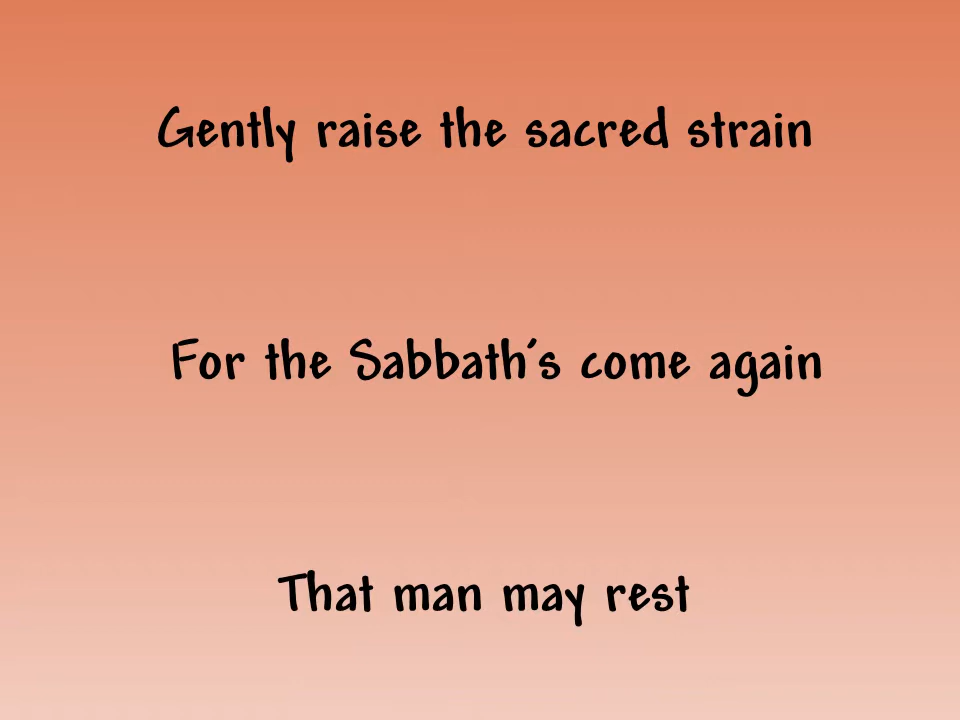 Gently raise the sacred strain
For the Sabbath's come again
That man may rest